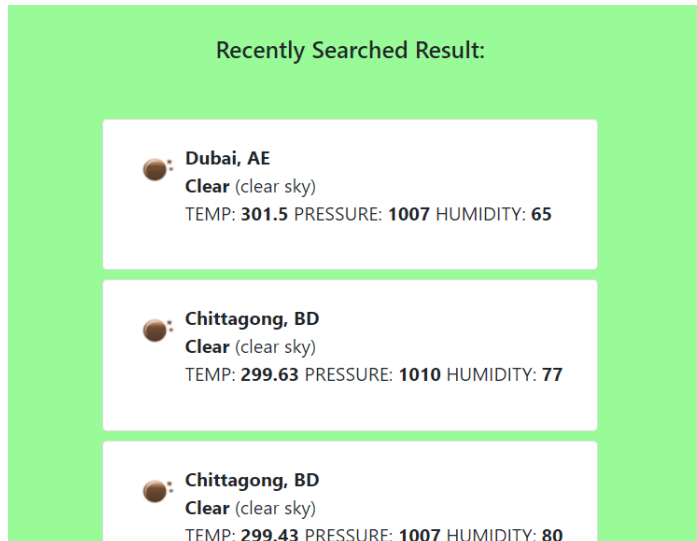 Recently Searched Result:
Dubai, AE
Clear (clear sky)
TEMP: 301.5 PRESSURE: 1007 HUMIDITY: 65
Chittagong, BD
Clear (clear sky)
TEMP: 299.63 PRESSURE: 1010 HUMIDITY: 77
Chittagong, BD
Clear (clear sky)
TEMP: 299.43 PRESSURE: 1007 HUMIDITY: 80